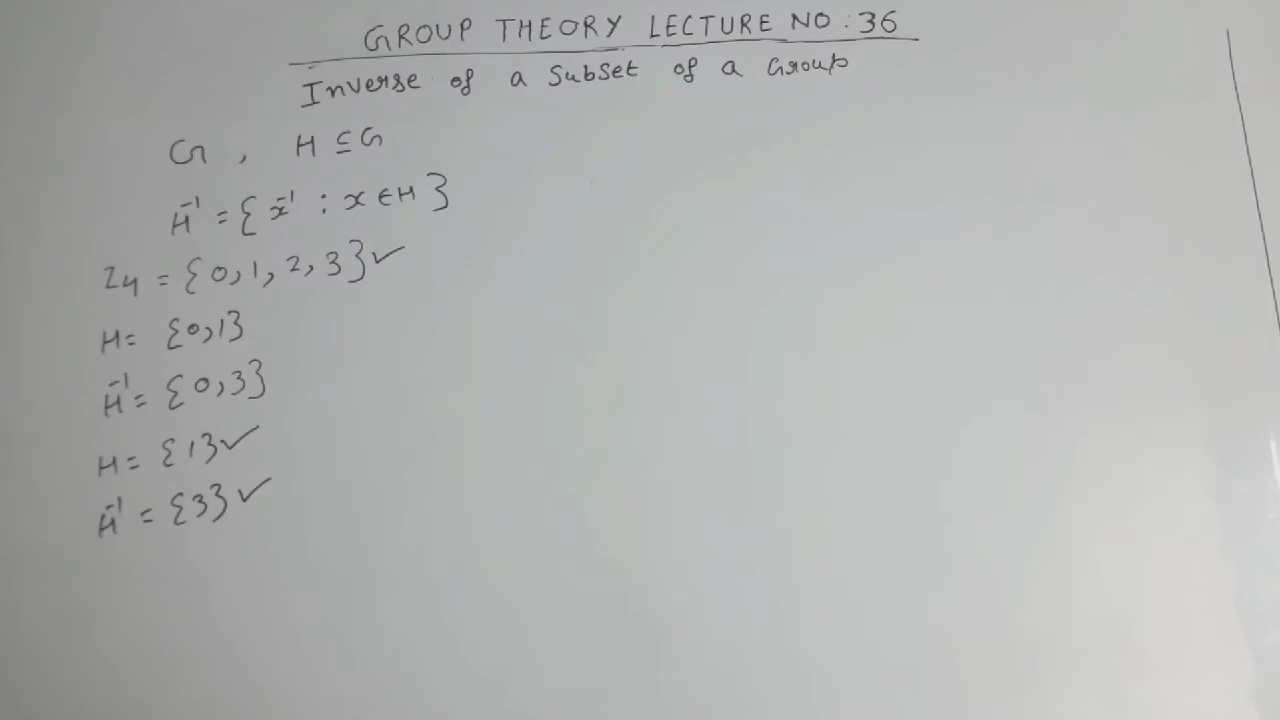 GROUP THEORY LECTURE NO : 36
Inverse of a Subset of a Group
G , H ⊆ G
H⁻¹ = { x⁻¹ : x ∈ H }
Z₄ = {0, 1, 2, 3} ✓
H = {0, 1}
H⁻¹ = {0, 3}
H = {1} ✓
H⁻¹ = {3} ✓